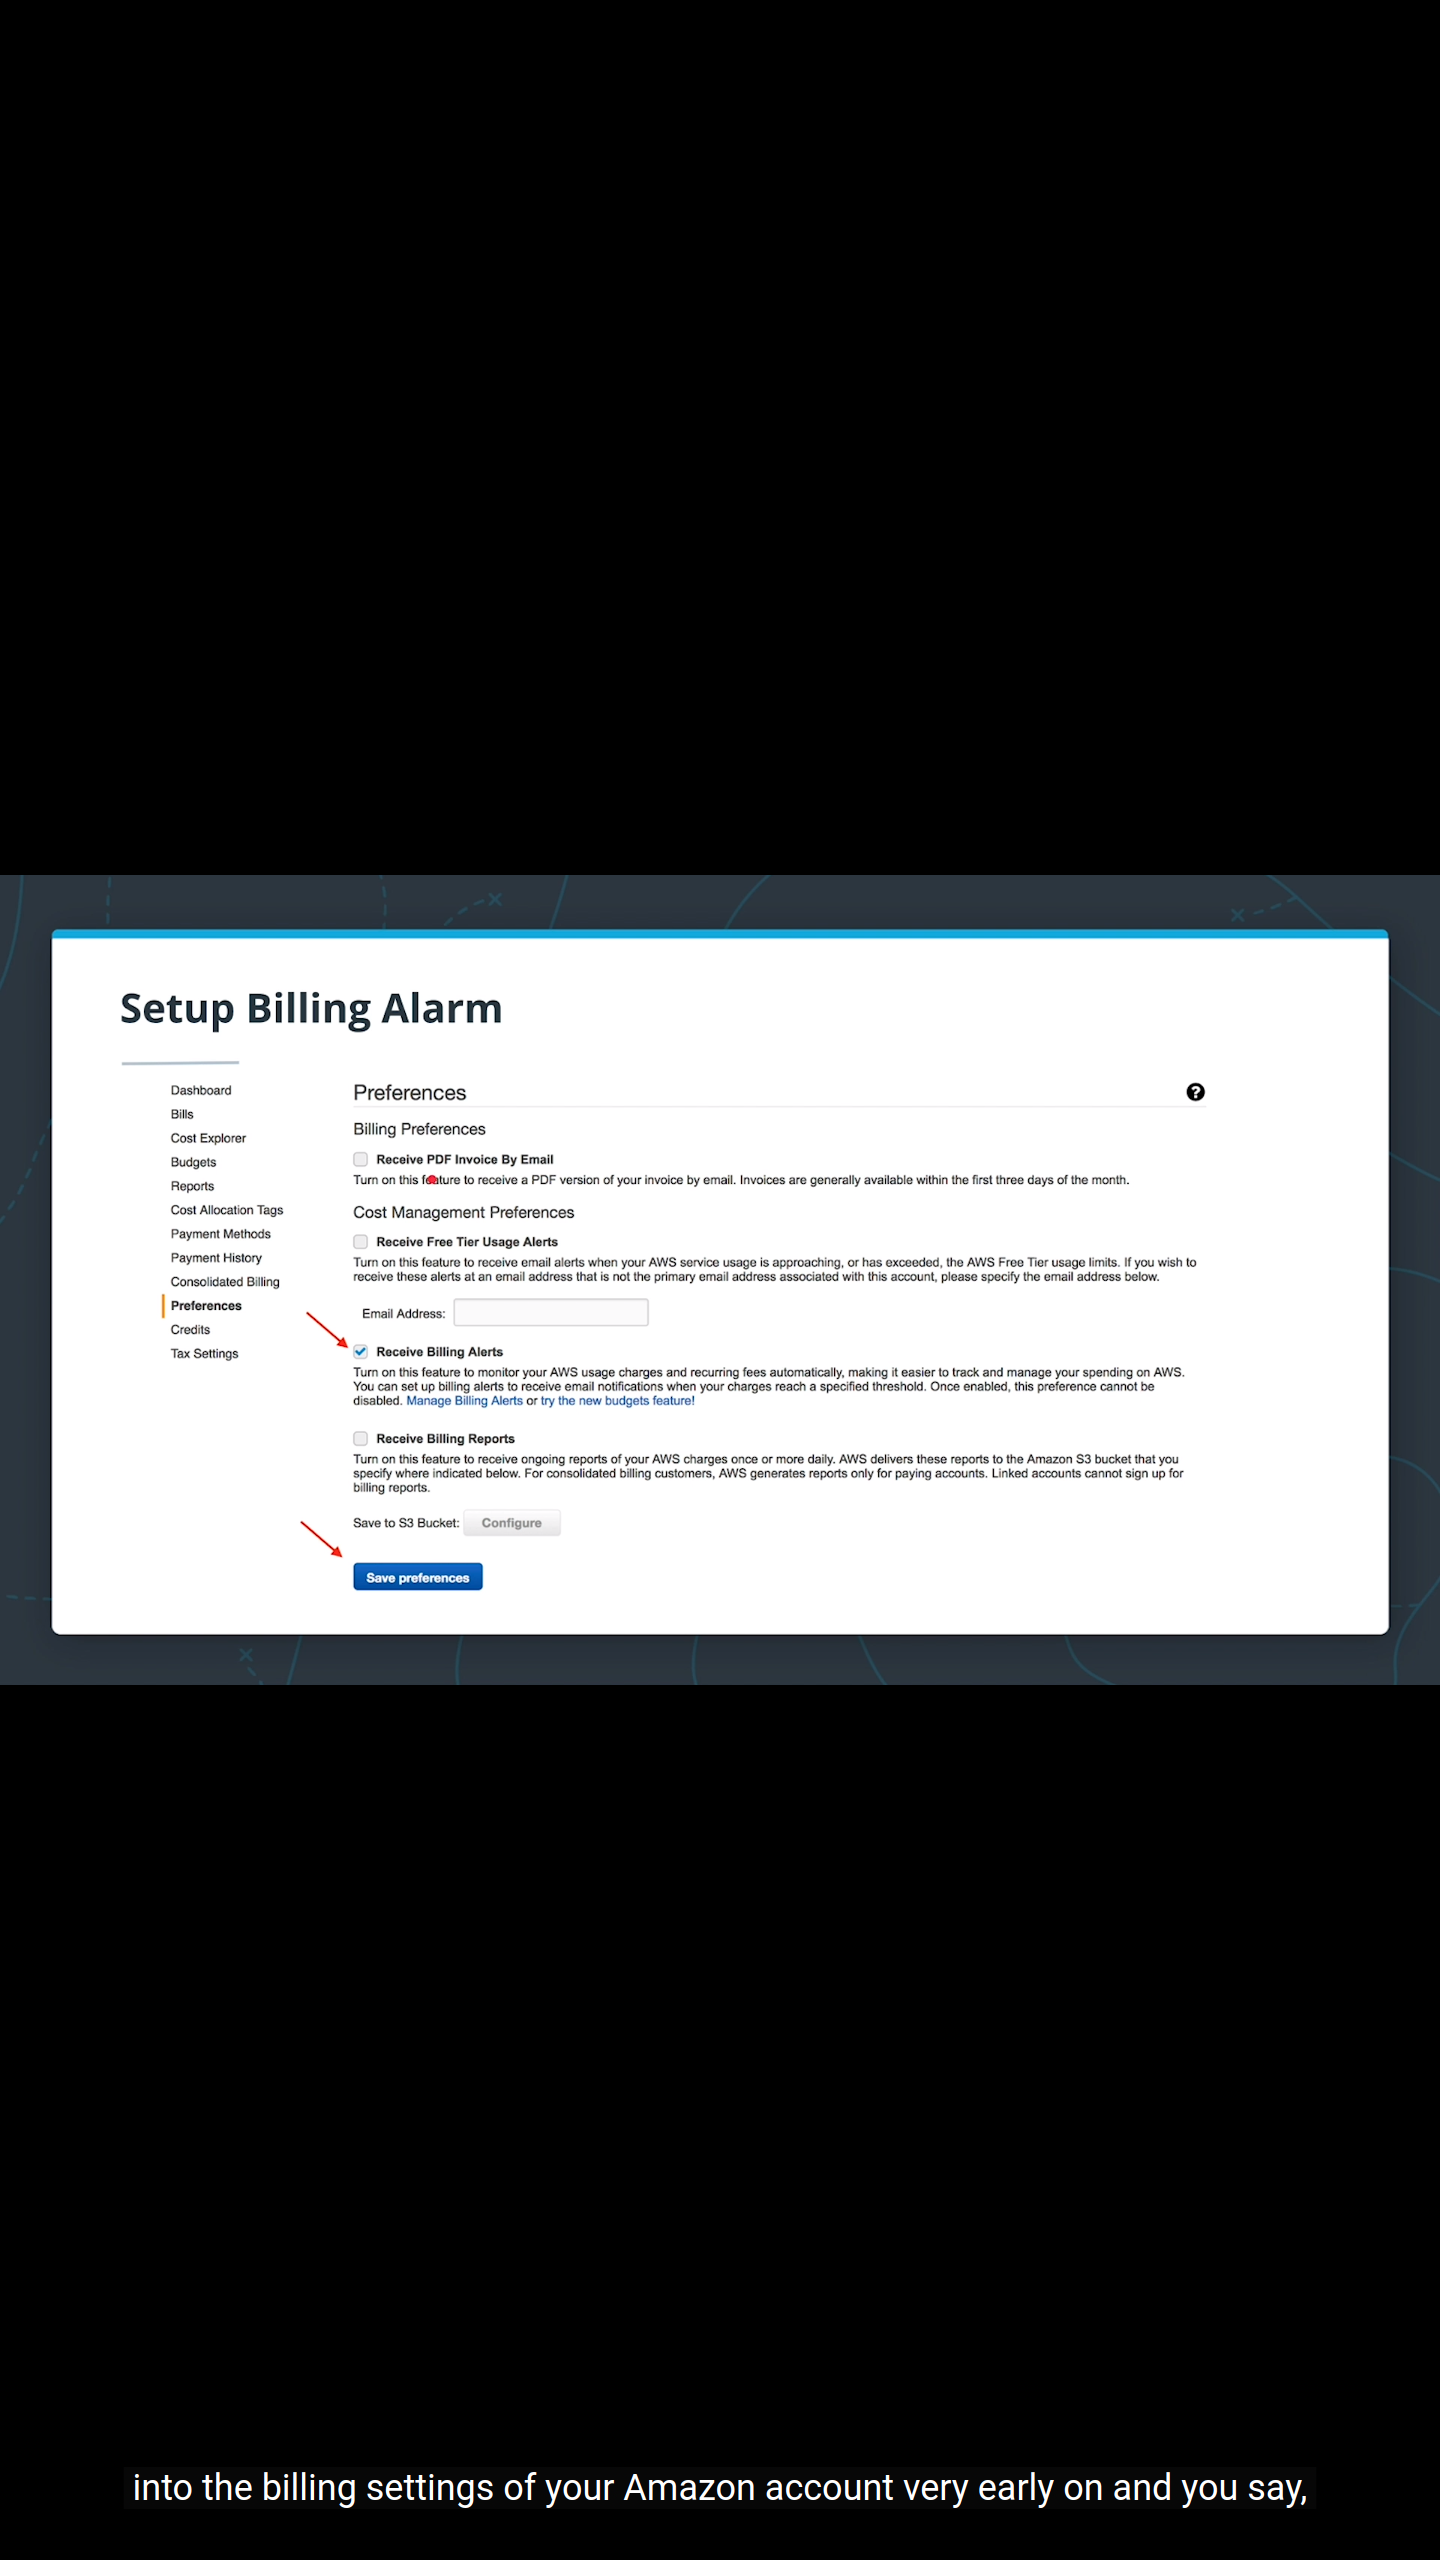 Setup Billing Alarm
Dashboard
Bills
Cost Explorer
Budgets
Reports
Cost Allocation Tags
Payment Methods
Payment History
Consolidated Billing
Preferences
Credits
Tax Settings
Preferences
?
Billing Preferences
Receive PDF Invoice By Email
Turn on this feature to receive a PDF version of your invoice by email. Invoices are generally available within the first three days of the month.
Cost Management Preferences
Receive Free Tier Usage Alerts
Turn on this feature to receive email alerts when your AWS service usage is approaching, or has exceeded, the AWS Free Tier usage limits. If you wish to
receive these alerts at an email address that is not the primary email address associated with this account, please specify the email address below.
Email Address:
Receive Billing Alerts
Turn on this feature to monitor your AWS usage charges and recurring fees automatically, making it easier to track and manage your spending on AWS.
You can set up billing alerts to receive email notifications when your charges reach a specified threshold. Once enabled, this preference cannot be
disabled. Manage Billing Alerts or try the new budgets feature!
Receive Billing Reports
Turn on this feature to receive ongoing reports of your AWS charges once or more daily. AWS delivers these reports to the Amazon S3 bucket that you
specify where indicated below. For consolidated billing customers, AWS generates reports only for paying accounts. Linked accounts cannot sign up for
billing reports.
Save to S3 Bucket: Configure
Save preferences
into the billing settings of your Amazon account very early on and you say,